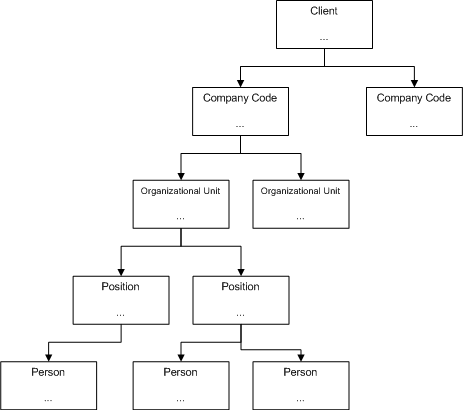 Client
...
Company Code
...
Company Code
...
Organizational Unit
...
Organizational Unit
...
Position
...
Position
...
Person
...
Person
...
Person
...